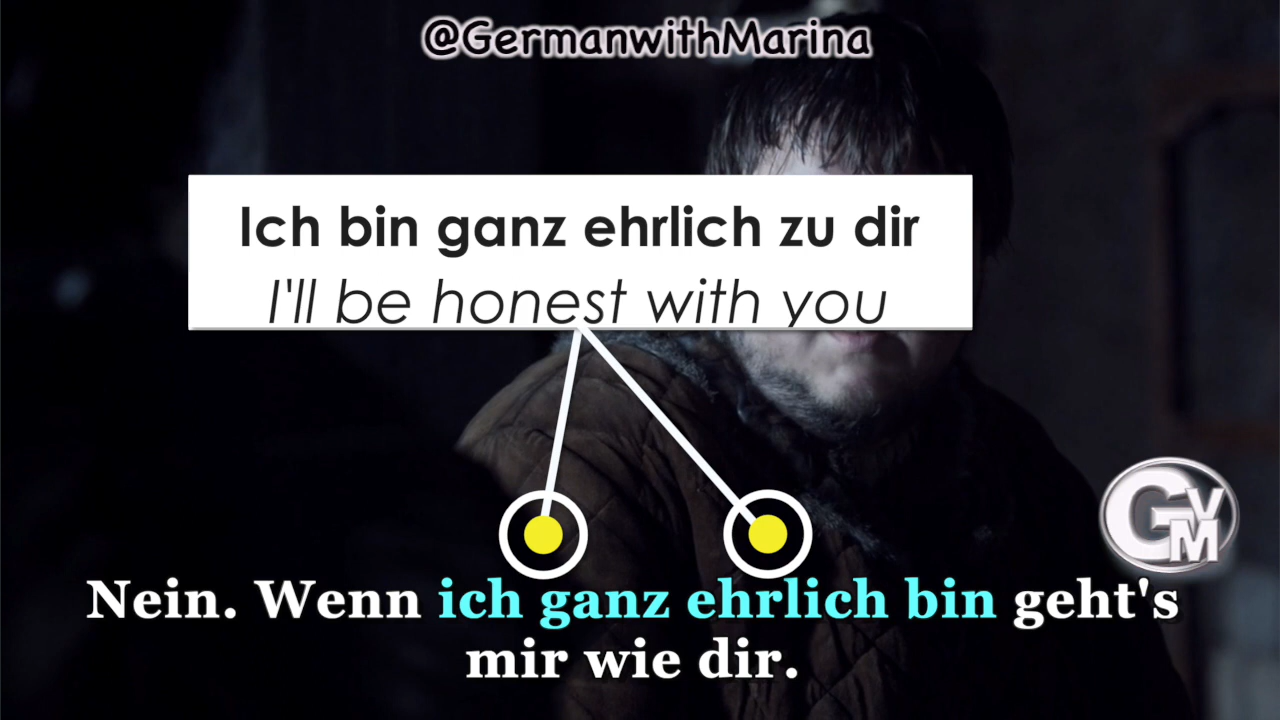 @GermanwithMarina
Ich bin ganz ehrlich zu dir
I'll be honest with you
GVM
Nein. Wenn ich ganz ehrlich bin geht's
mir wie dir.